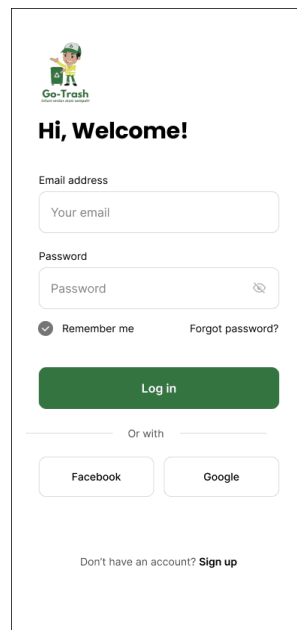 Go-Trash
Hi, Welcome!
Email address
Your email
Password
Password
Remember me
Forgot password?
Log in
Or with
Facebook
Google
Don't have an account? Sign up